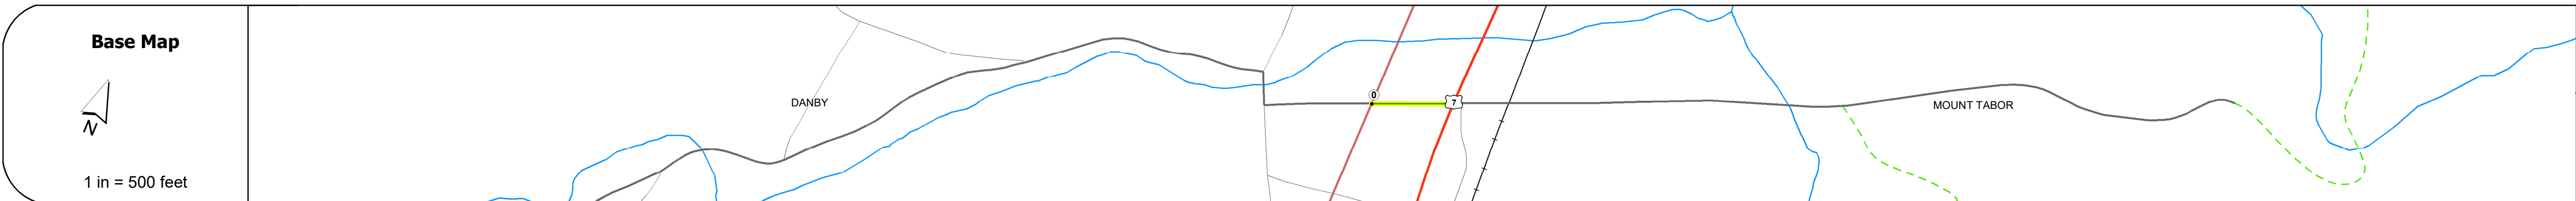 Base Map
N
1 in = 500 feet
DANBY
0
7
MOUNT TABOR